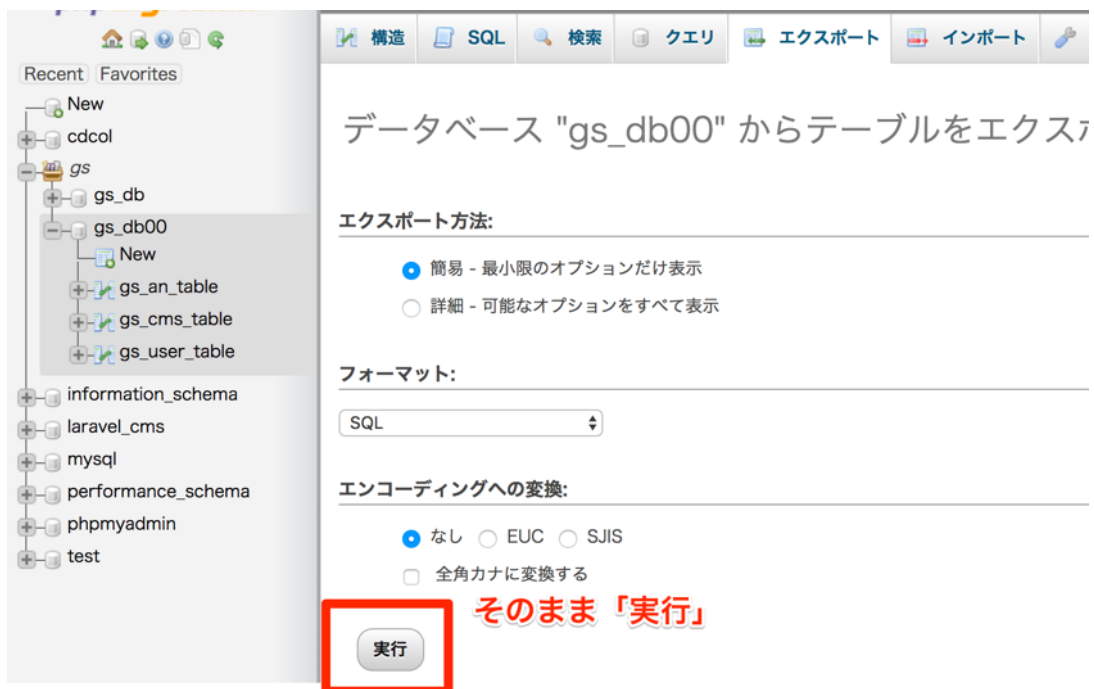 Recent Favorites
New
cdcol
gs
gs_db
gs_db00
New
gs_an_table
gs_cms_table
gs_user_table
information_schema
laravel_cms
mysql
performance_schema
phpmyadmin
test
構造 SQL 検索 クエリ エクスポート インポート
データベース "gs_db00" からテーブルをエクス
エクスポート方法:
簡易 - 最小限のオプションだけ表示
詳細 - 可能なオプションをすべて表示
フォーマット:
SQL
エンコーディングへの変換:
なし EUC SJIS
全角カナに変換する
そのまま「実行」
実行